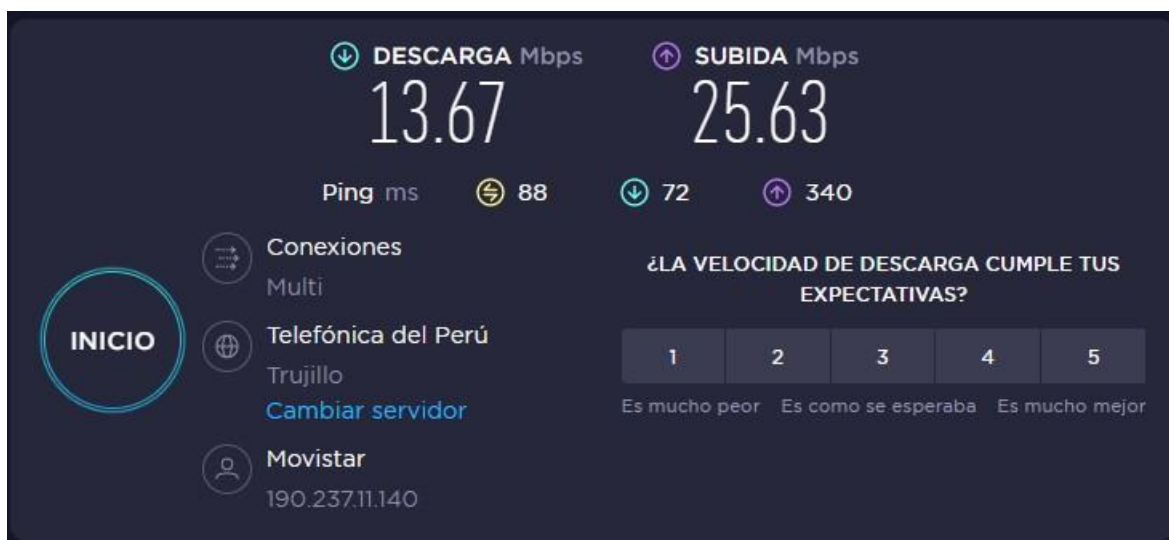 DESCARGA Mbps
13.67
SUBIDA Mbps
25.63
Ping ms 88 72 340
INICIO
Conexiones
Multi
Telefónica del Perú
Trujillo
Cambiar servidor
Movistar
190.237.11.140
¿LA VELOCIDAD DE DESCARGA CUMPLE TUS
EXPECTATIVAS?
1 2 3 4 5
Es mucho peor Es como se esperaba Es mucho mejor